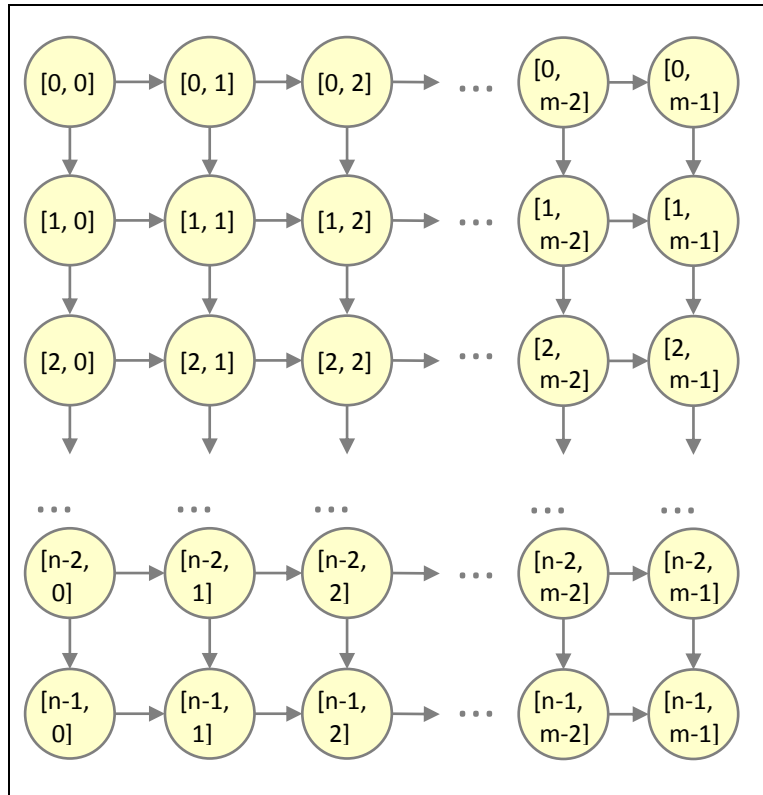 [0, 0] [0, 1] [0, 2] ... [0, m-2] [0, m-1]
[1, 0] [1, 1] [1, 2] ... [1, m-2] [1, m-1]
[2, 0] [2, 1] [2, 2] ... [2, m-2] [2, m-1]
... ... ... ... ...
[n-2, 0] [n-2, 1] [n-2, 2] ... [n-2, m-2] [n-2, m-1]
[n-1, 0] [n-1, 1] [n-1, 2] ... [n-1, m-2] [n-1, m-1]